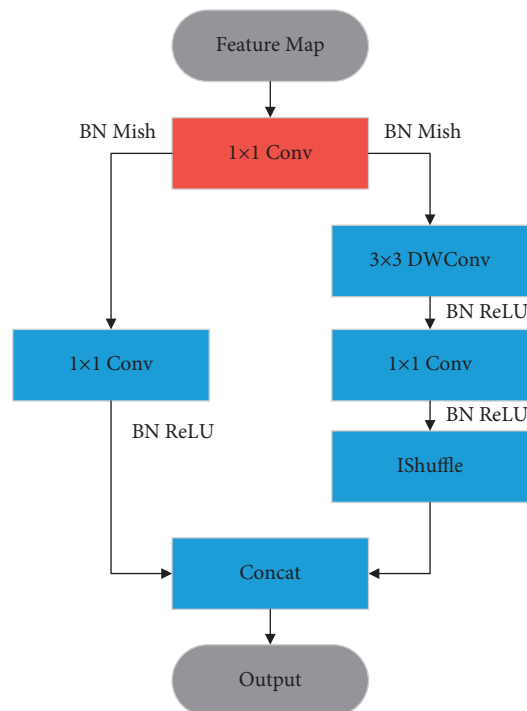 Feature Map
BN Mish
BN Mish
1×1 Conv
3×3 DWConv
BN ReLU
1×1 Conv
1×1 Conv
BN ReLU
BN ReLU
IShuffle
Concat
Output